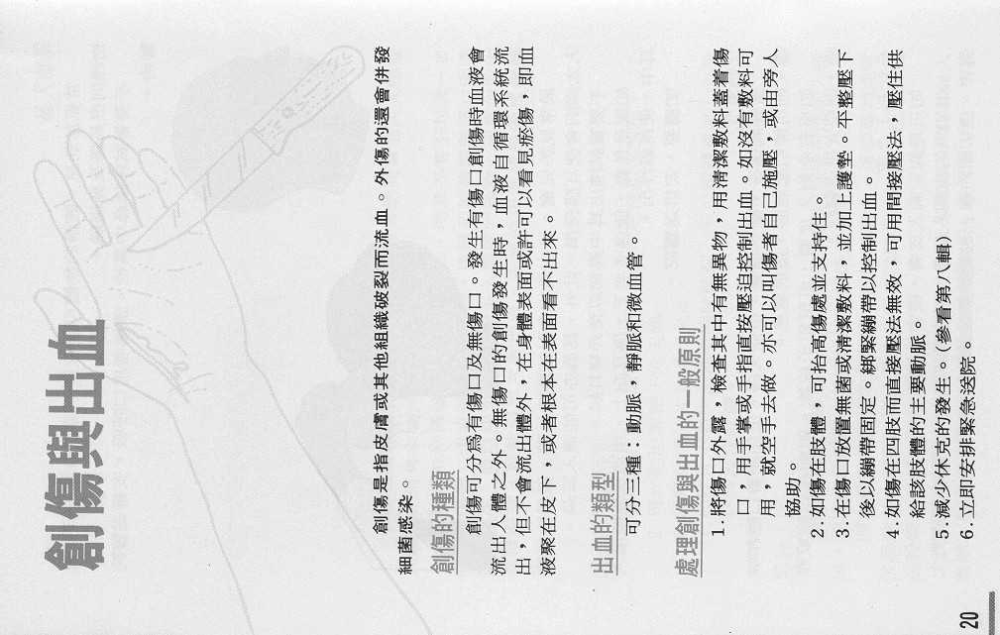 創傷與出血
創傷是指皮膚或其他組織破裂而流血。外傷的還會併發
細菌感染。
創傷的種類
創傷可分爲有傷口及無傷口。發生有傷口創傷時血液會
流出人體之外。無傷口的創傷發生時，血液自循環系統流
出，但不會流出體外，在身體表面或許可以看見瘀傷，即血
液聚在皮下，或者根本在表面看不出來。
出血的類型
可分三種：動脈，靜脈和微血管。
處理創傷與出血的一般原則
1.將傷口外露，檢查其中有無異物，用清潔敷料蓋着傷
口，用手掌或手指直接壓迫控制出血。如沒有敷料可
用，就空手去做。亦可以叫傷者自己施壓，或由旁人
協助。
2.如傷在肢體，可抬高傷處並支持住。
3.在傷口放置無菌或清潔敷料，並加上護墊。平整壓下
後以繃帶固定。綁緊繃帶以控制出血。
4.如傷在四肢而直接壓法無效，可用間接壓法，壓住供
給該肢體的主要動脈。
5.減少休克的發生。（參看第八輯）
6.立即安排緊急送院。
20